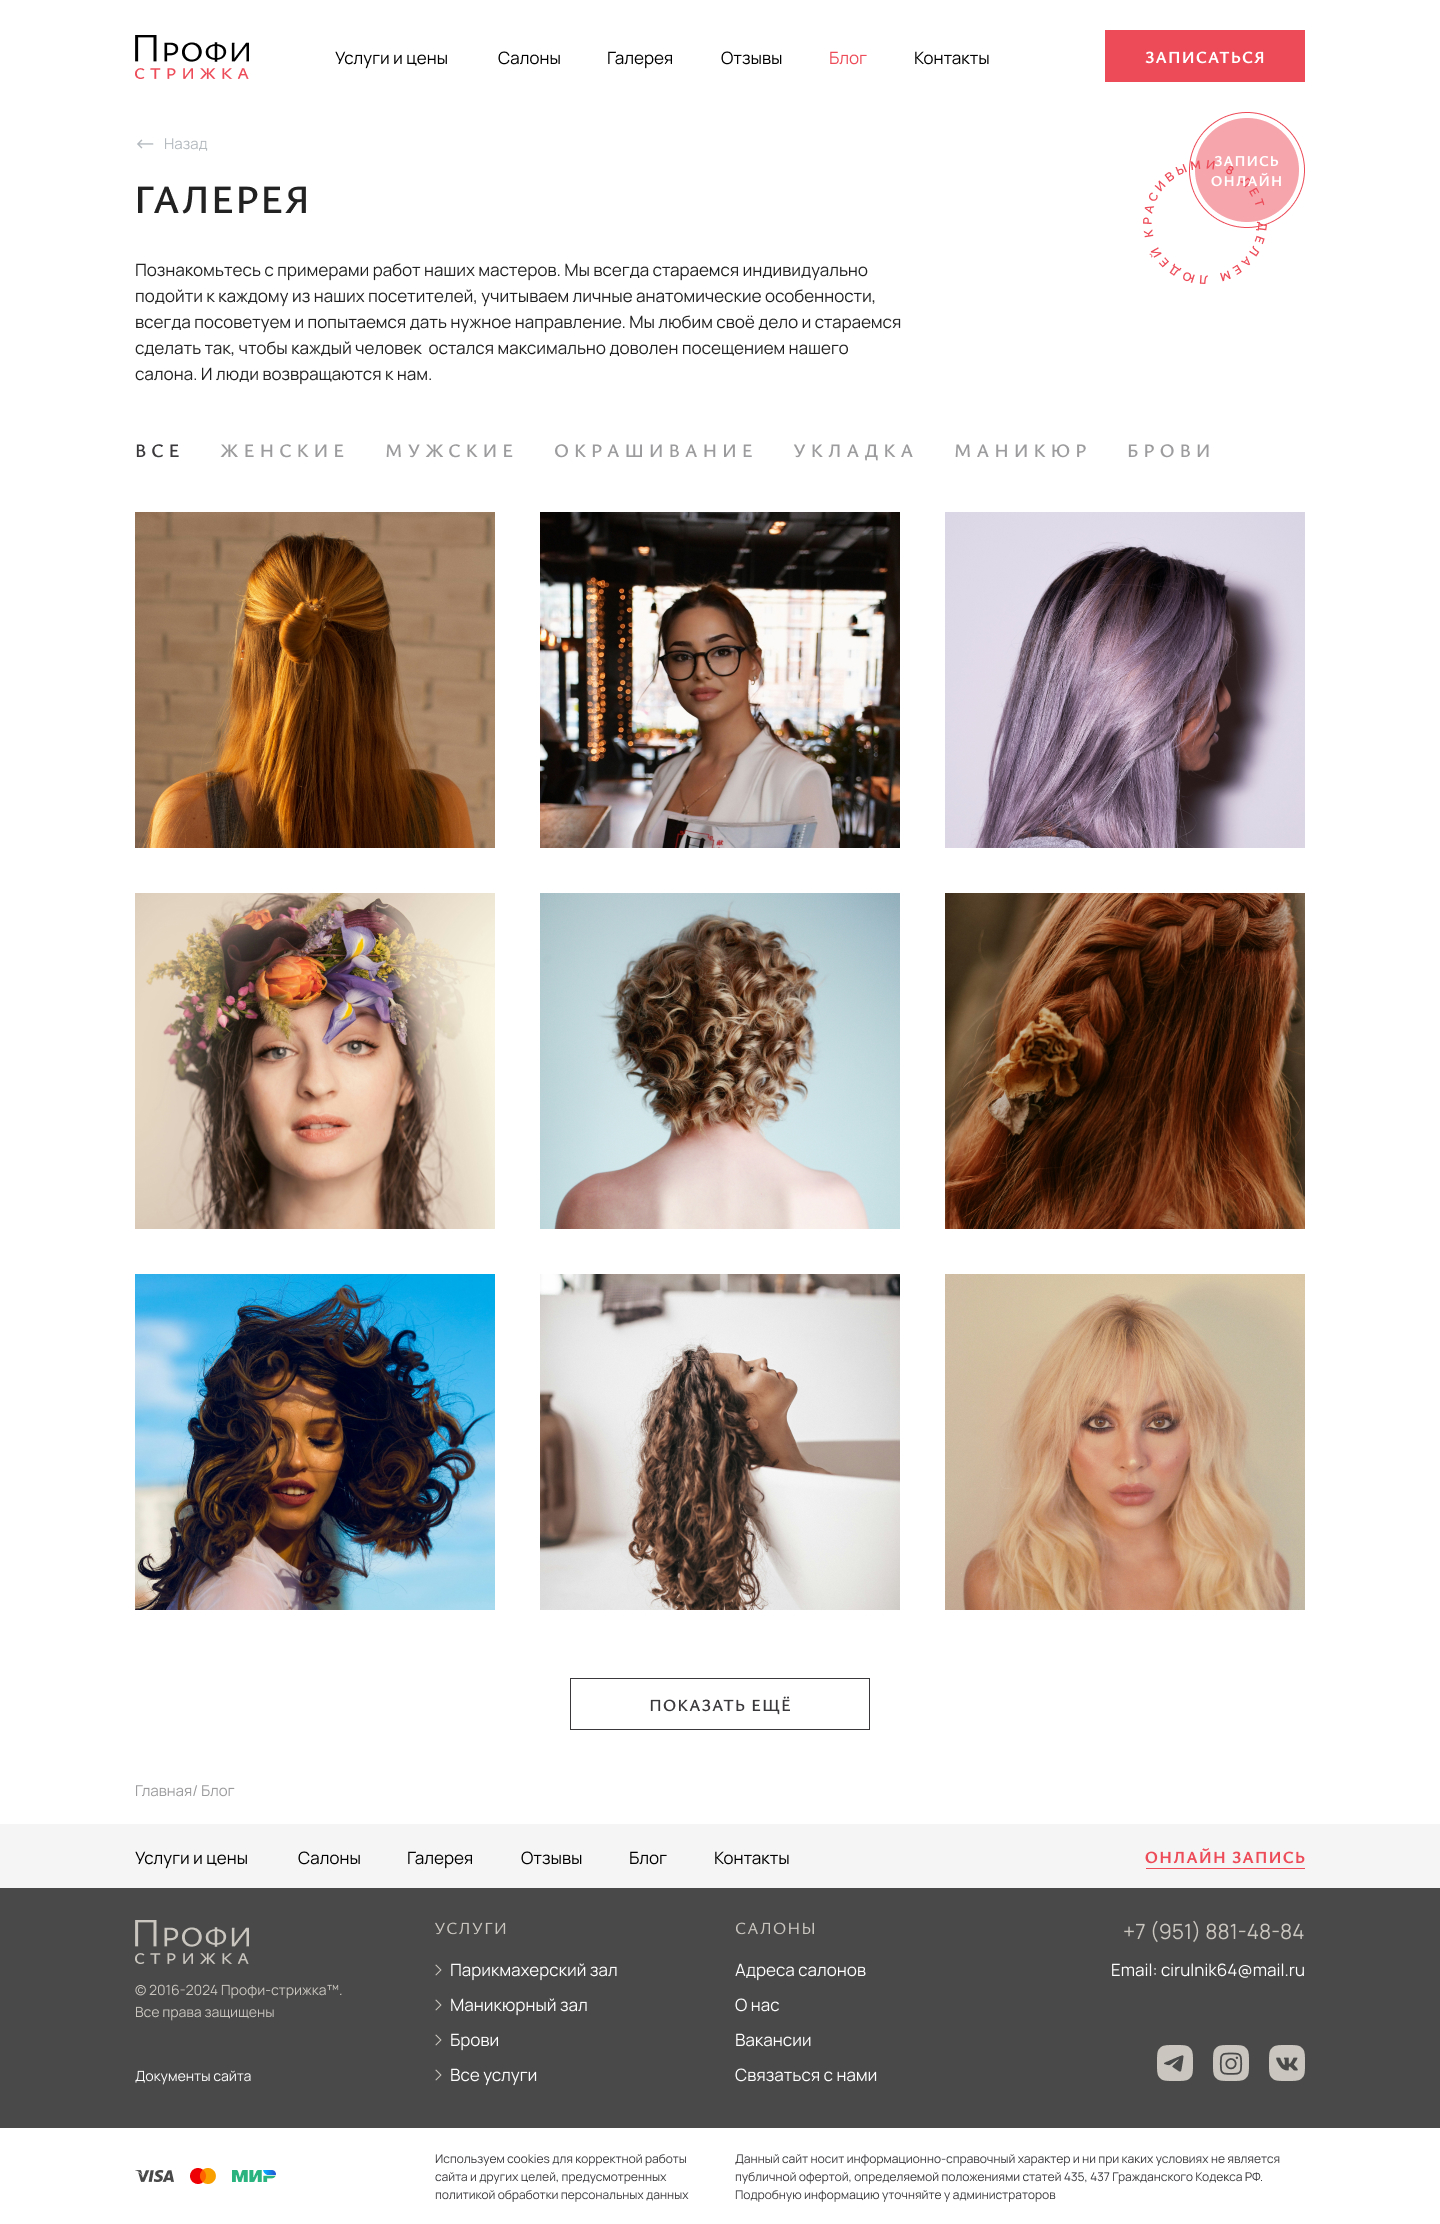 Профи
СТРИЖКА
Услуги и цены
Салоны
Галерея
Отзывы
Блог
Контакты
ЗАПИСАТЬСЯ
Назад
ЗАПИСЬ
ОНЛАЙН
ДЕЛАЕМ ЛЮДЕЙ КРАСИВЫМИ
ГАЛЕРЕЯ
Познакомьтесь с примерами работ наших мастеров. Мы всегда стараемся индивидуально
подойти к каждому из наших посетителей, учитываем личные анатомические особенности,
всегда посоветуем и попытаемся дать нужное направление. Мы любим своё дело и стараемся
сделать так, чтобы каждый человек остался максимально доволен посещением нашего
салона. И люди возвращаются к нам.
ВСЕ
ЖЕНСКИЕ
МУЖСКИЕ
ОКРАШИВАНИЕ
УКЛАДКА
МАНИКЮР
БРОВИ
ПОКАЗАТЬ ЕЩЁ
Главная/ Блог
Услуги и цены
Салоны
Галерея
Отзывы
Блог
Контакты
ОНЛАЙН ЗАПИСЬ
Профи
СТРИЖКА
© 2016-2024 Профи-стрижка™.
Все права защищены
Документы сайта
УСЛУГИ
Парикмахерский зал
Маникюрный зал
Брови
Все услуги
САЛОНЫ
Адреса салонов
О нас
Вакансии
Связаться с нами
+7 (951) 881-48-84
Email: cirulnik64@mail.ru
VISA
МИР
Используем cookies для корректной работы
сайта и других целей, предусмотренных
политикой обработки персональных данных
Данный сайт носит информационно-справочный характер и ни при каких условиях не является
публичной офертой, определяемой положениями статей 435, 437 Гражданского Кодекса РФ.
Подробную информацию уточняйте у администраторов